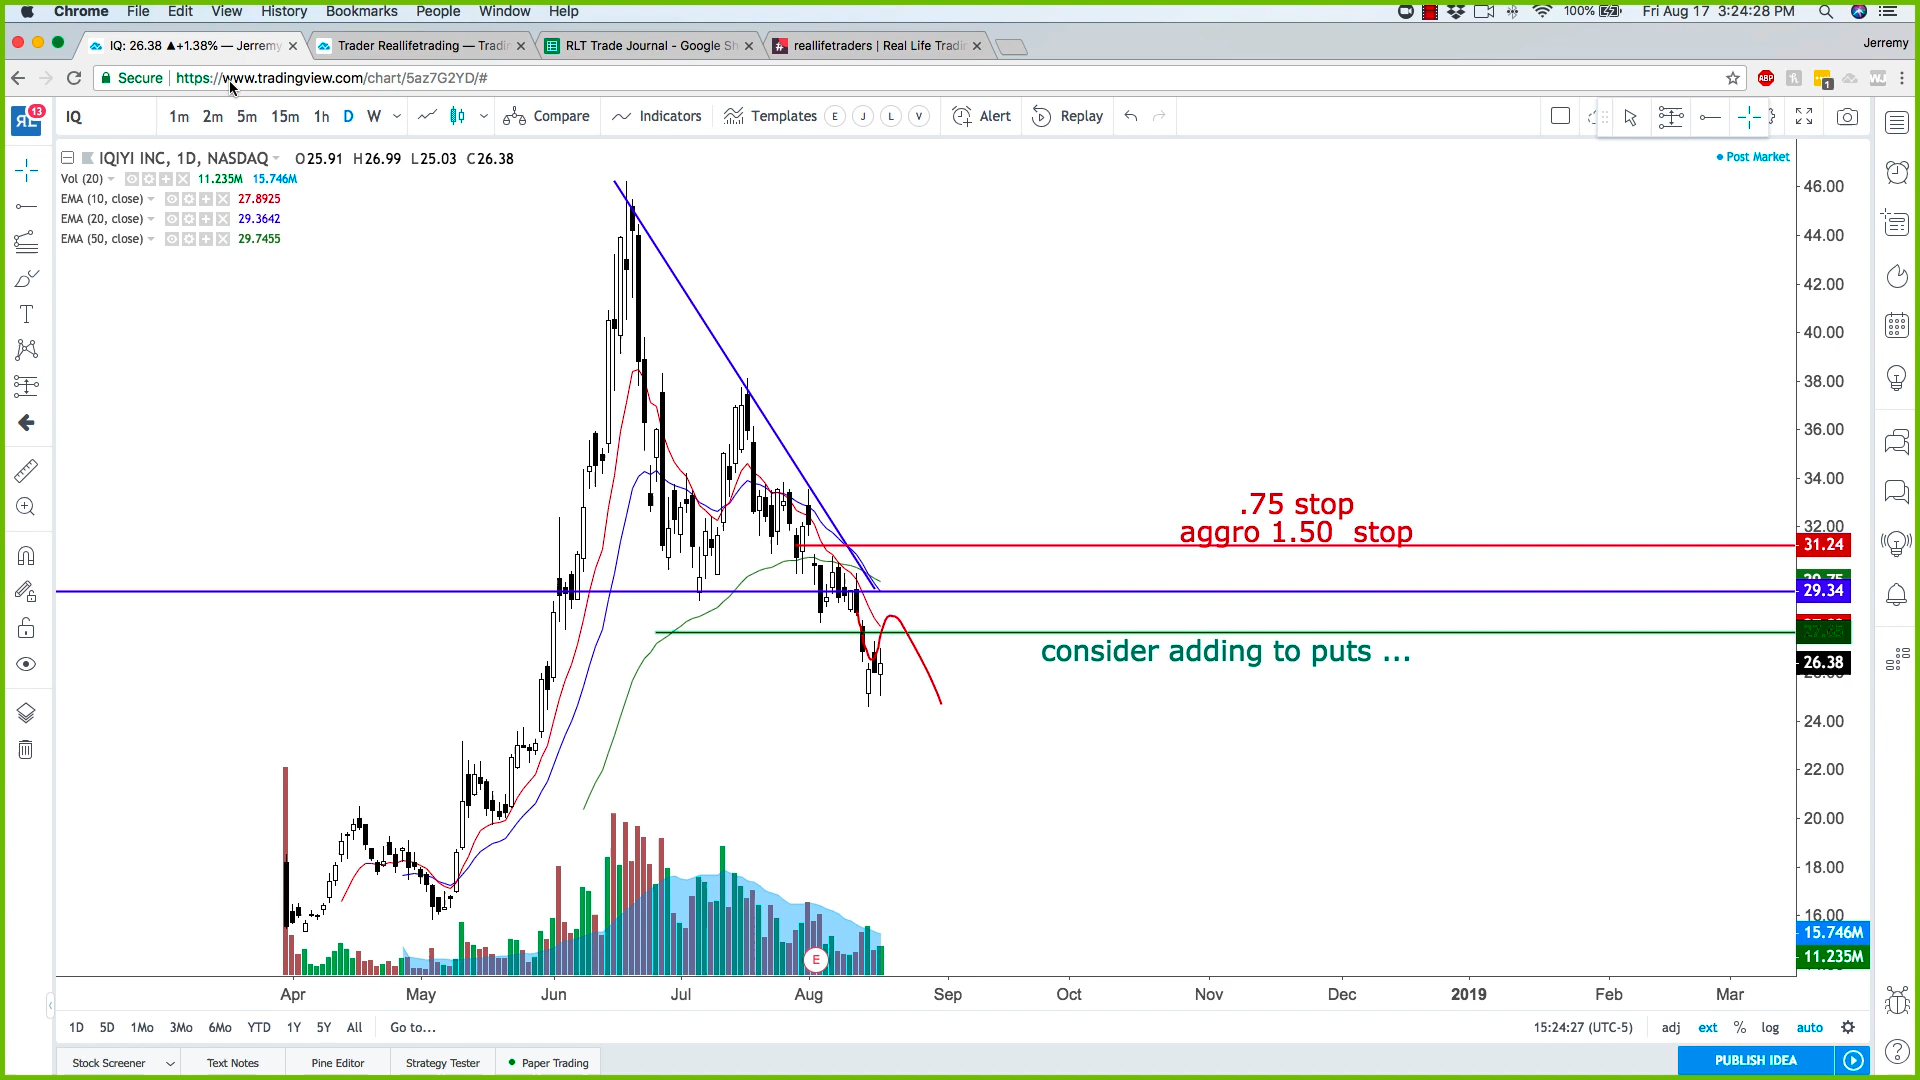 Chrome File Edit View History Bookmarks People Window Help 100% Fri Aug 17 3:24:28 PM
IQ: 26.38 ▲+1.38% — Jerremy Trader Reallifetrading — Tradin RLT Trade Journal - Google Sh reallifetraders | Real Life Tradin Jerremy
Secure https://www.tradingview.com/chart/5az7G2YD/# ABP 1
13 IQ 1m 2m 5m 15m 1h D W Compare Indicators Templates E J L V Alert Replay
IQIYI INC, 1D, NASDAQ O25.91 H26.99 L25.03 C26.38
Post Market
Vol (20) 11.235M 15.746M
EMA (10, close) 27.8925
EMA (20, close) 29.3642
EMA (50, close) 29.7455
46.00
44.00
42.00
40.00
38.00
36.00
34.00
.75 stop
32.00
aggro 1.50 stop
31.24
29.34
consider adding to puts ...
26.38
24.00
22.00
20.00
18.00
16.00
15.746M
11.235M
E
Apr May Jun Jul Aug Sep Oct Nov Dec 2019 Feb Mar
1D 5D 1Mo 3Mo 6Mo YTD 1Y 5Y All Go to... 15:24:27 (UTC-5) adj ext % log auto
Stock Screener Text Notes Pine Editor Strategy Tester Paper Trading PUBLISH IDEA